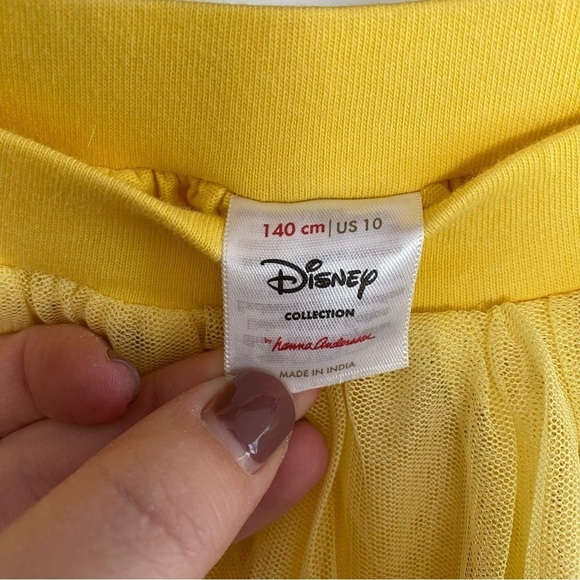 140 cm | US 10
Disney
COLLECTION
by hanna andersson
MADE IN INDIA